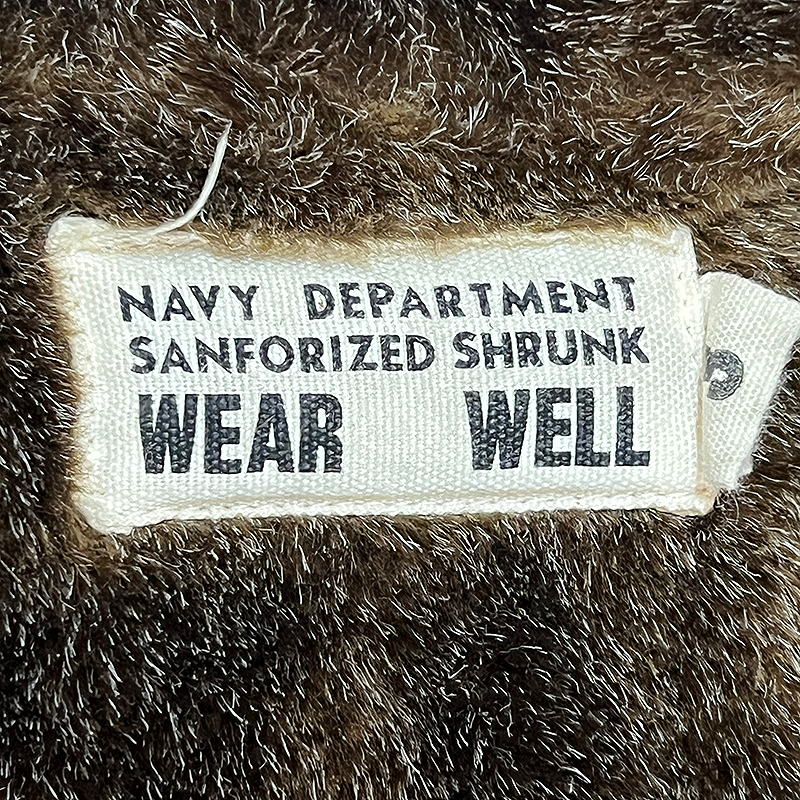 NAVY DEPARTMENT
SANFORIZED SHRUNK
WEAR WELL